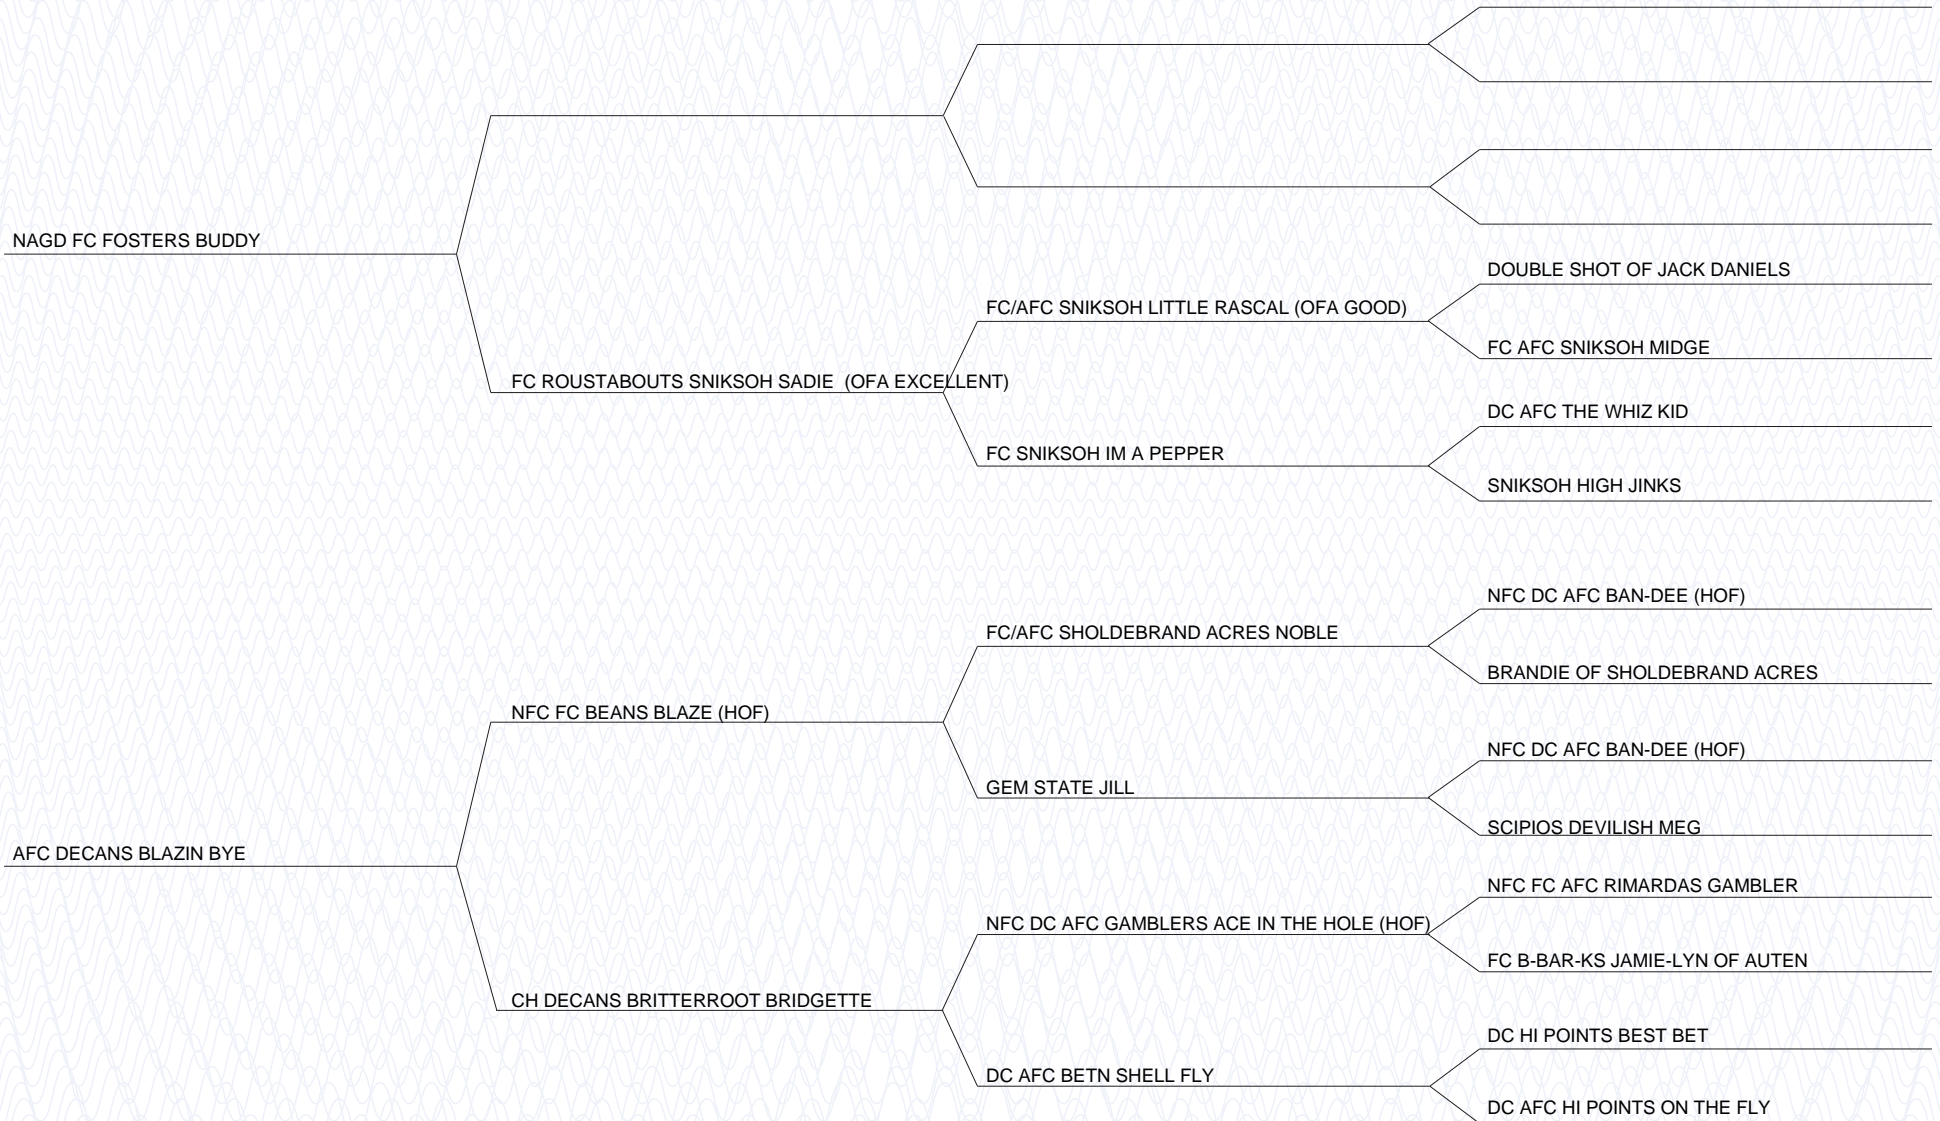 NAGD FC FOSTERS BUDDY
DOUBLE SHOT OF JACK DANIELS
FC/AFC SNIKSOH LITTLE RASCAL (OFA GOOD)
FC AFC SNIKSOH MIDGE
FC ROUSTABOUTS SNIKSOH SADIE  (OFA EXCELLENT)
DC AFC THE WHIZ KID
FC SNIKSOH IM A PEPPER
SNIKSOH HIGH JINKS
NFC DC AFC BAN-DEE (HOF)
FC/AFC SHOLDEBRAND ACRES NOBLE
BRANDIE OF SHOLDEBRAND ACRES
NFC FC BEANS BLAZE (HOF)
NFC DC AFC BAN-DEE (HOF)
GEM STATE JILL
SCIPIOS DEVILISH MEG
AFC DECANS BLAZIN BYE
NFC FC AFC RIMARDAS GAMBLER
NFC DC AFC GAMBLERS ACE IN THE HOLE (HOF)
FC B-BAR-KS JAMIE-LYN OF AUTEN
CH DECANS BRITTERROOT BRIDGETTE
DC HI POINTS BEST BET
DC AFC BETN SHELL FLY
DC AFC HI POINTS ON THE FLY